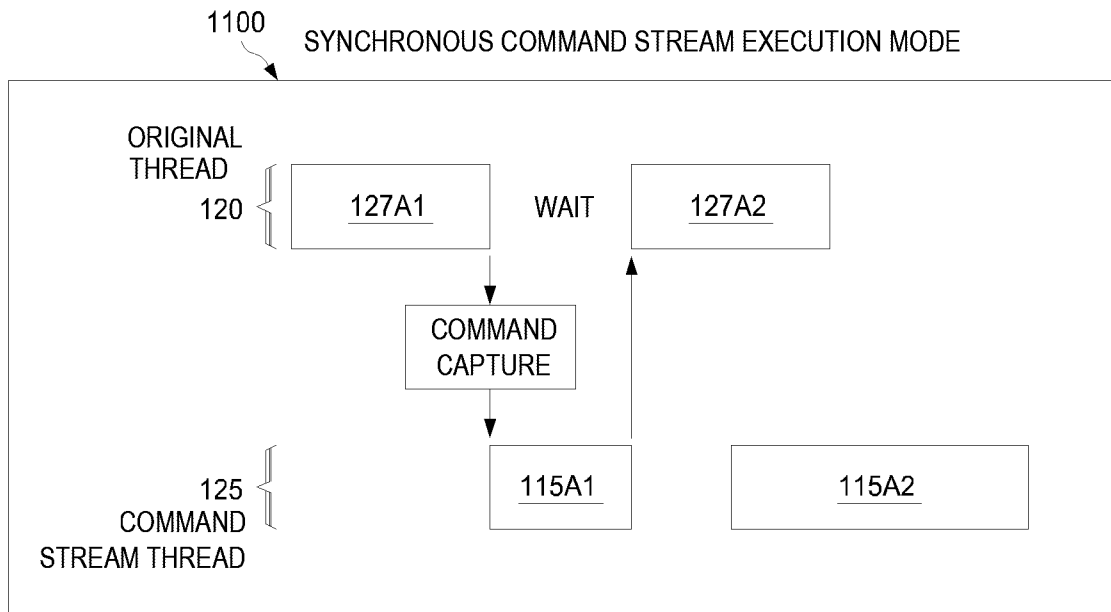 1100
SYNCHRONOUS COMMAND STREAM EXECUTION MODE
ORIGINAL
THREAD
120
127A1
WAIT
127A2
COMMAND
CAPTURE
125
COMMAND
STREAM THREAD
115A1
115A2